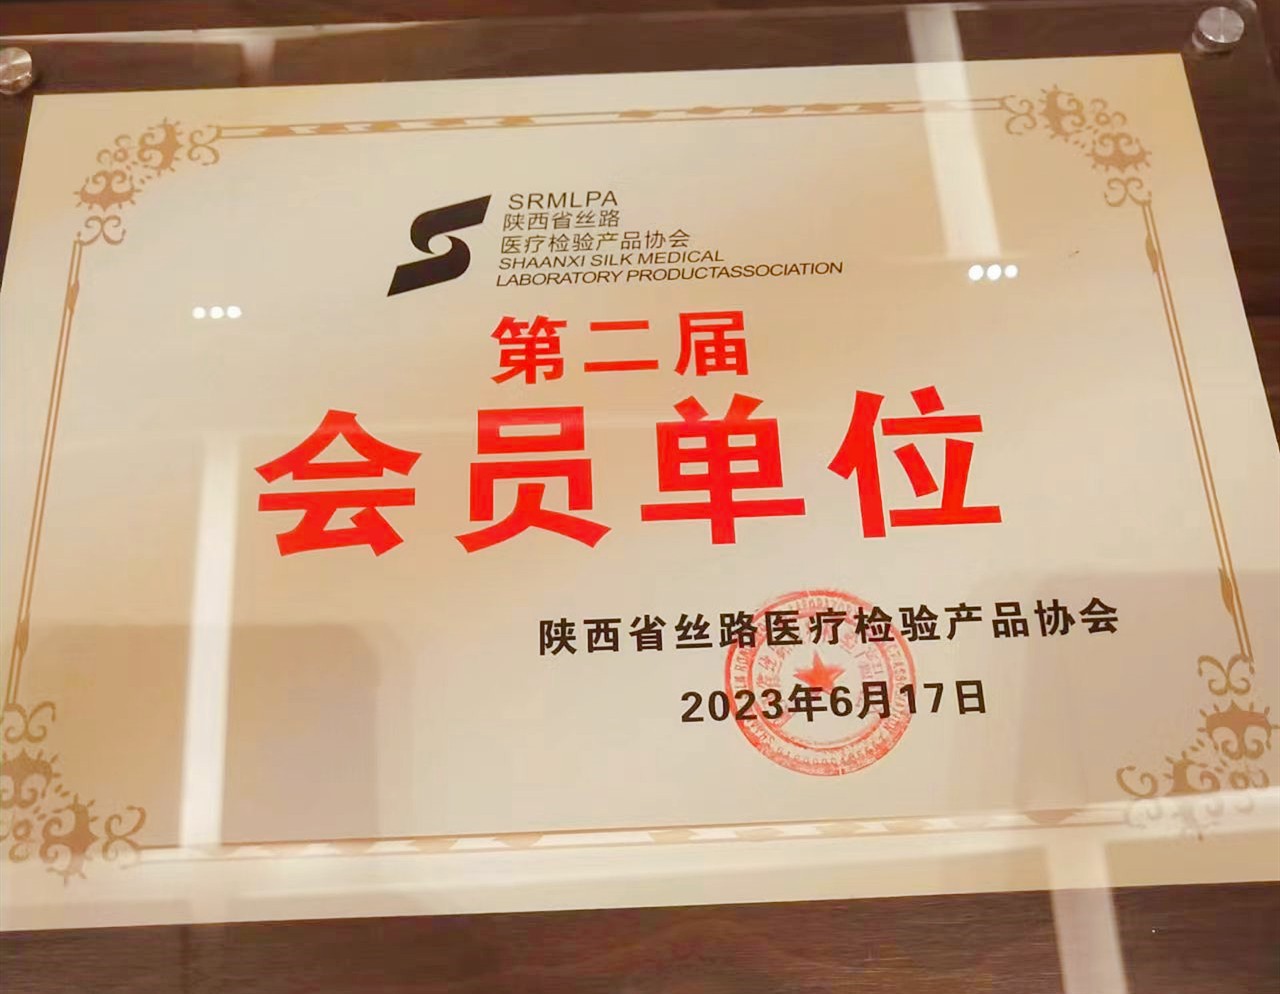 SRMLPA
陕西省丝路
医疗检验产品协会
SHAANXI SILK MEDICAL
LABORATORY PRODUCTASSOCIATION
第二届
会员单位
陕西省丝路医疗检验产品协会
2023年6月17日